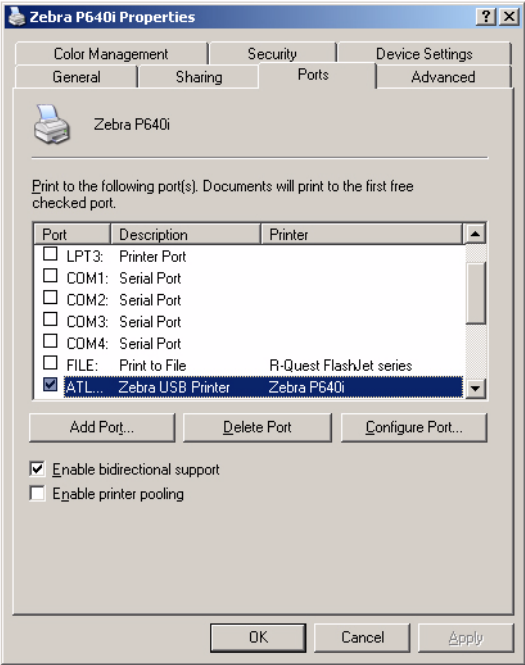 Zebra P640i Properties
Color Management Security Device Settings
General Sharing Ports Advanced
Zebra P640i
Print to the following port(s). Documents will print to the first free
checked port.
Port Description Printer
LPT3: Printer Port
COM1: Serial Port
COM2: Serial Port
COM3: Serial Port
COM4: Serial Port
FILE: Print to File R-Quest FlashJet series
ATL... Zebra USB Printer Zebra P640i
Add Port... Delete Port Configure Port...
Enable bidirectional support
Enable printer pooling
OK Cancel Apply